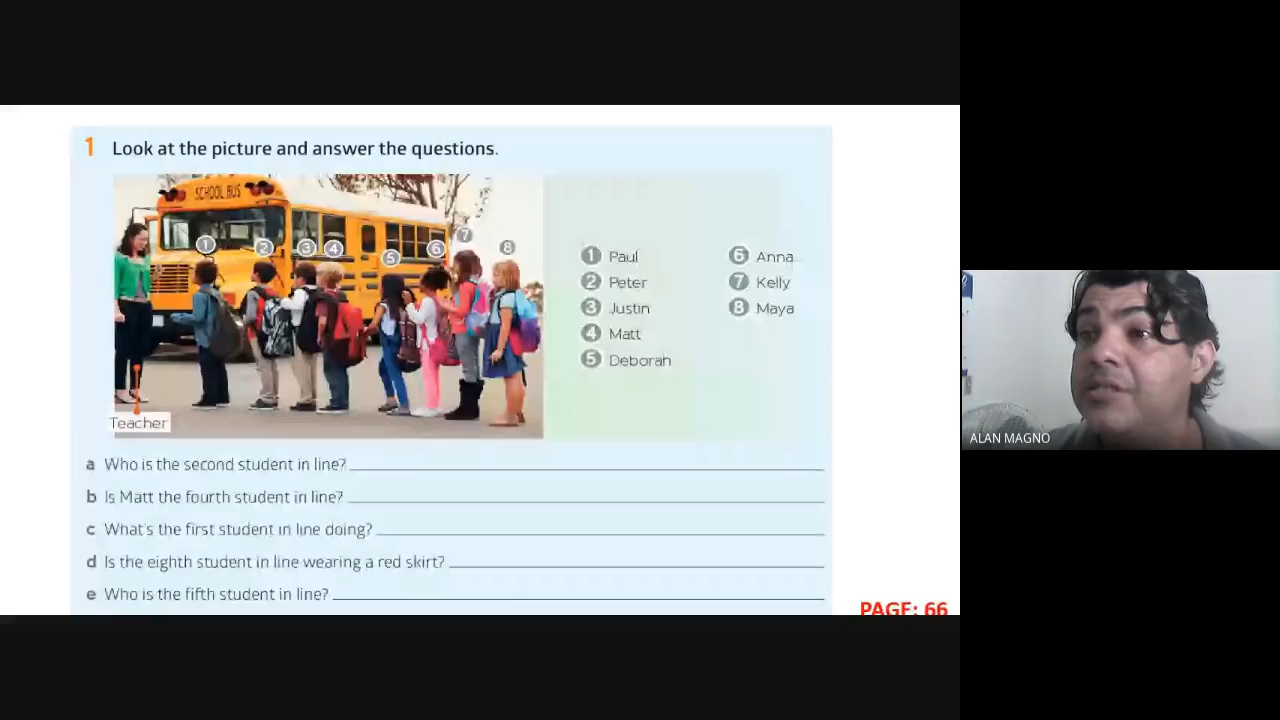 1 Look at the picture and answer the questions.
SCHOOL BUS
1 2 3 4 5 6 7 8
Teacher
1 Paul
2 Peter
3 Justin
4 Matt
5 Deborah
6 Anna
7 Kelly
8 Maya
a Who is the second student in line?
b Is Matt the fourth student in line?
c What's the first student in line doing?
d Is the eighth student in line wearing a red skirt?
e Who is the fifth student in line?
PAGE: 66
ALAN MAGNO